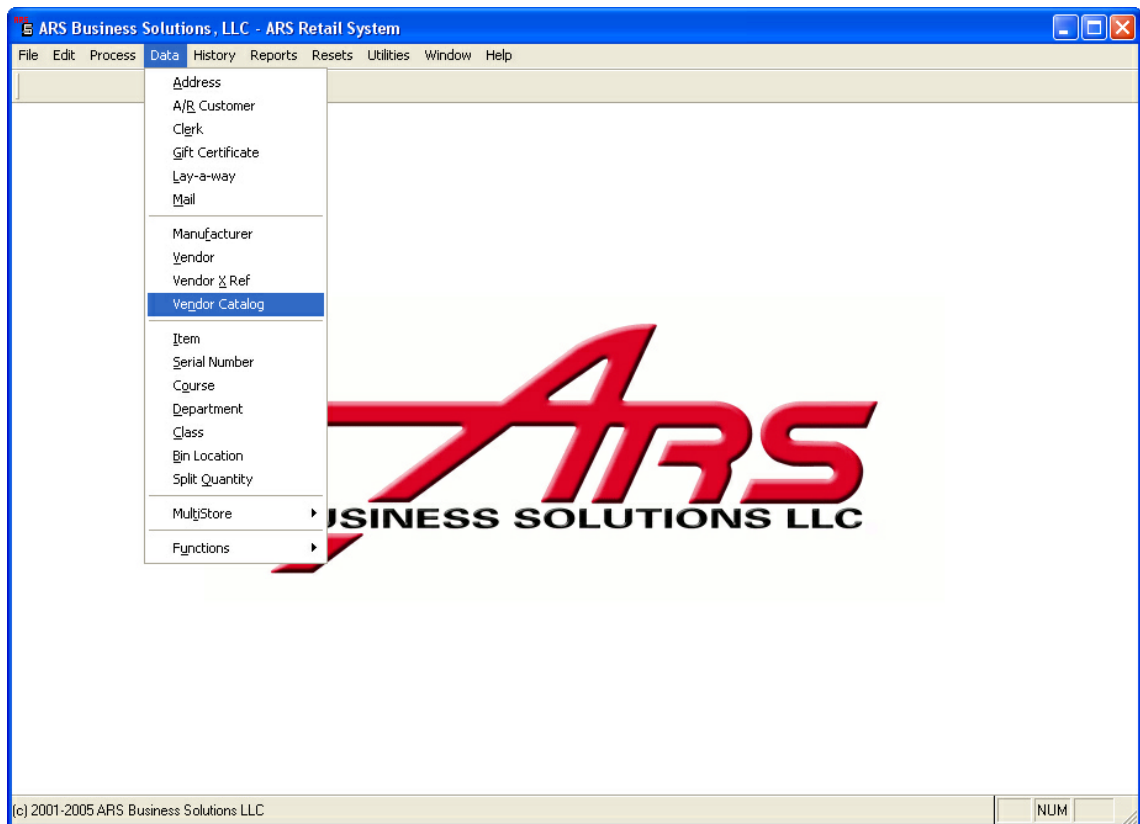 ARS Business Solutions, LLC - ARS Retail System
File Edit Process Data History Reports Resets Utilities Window Help
Address
A/R Customer
Clerk
Gift Certificate
Lay-a-way
Mail
Manufacturer
Vendor
Vendor X Ref
Vendor Catalog
Item
Serial Number
Course
Department
Class
Bin Location
Split Quantity
MultiStore
Functions
ARS
USINESS SOLUTIONS LLC
(c) 2001-2005 ARS Business Solutions LLC
NUM